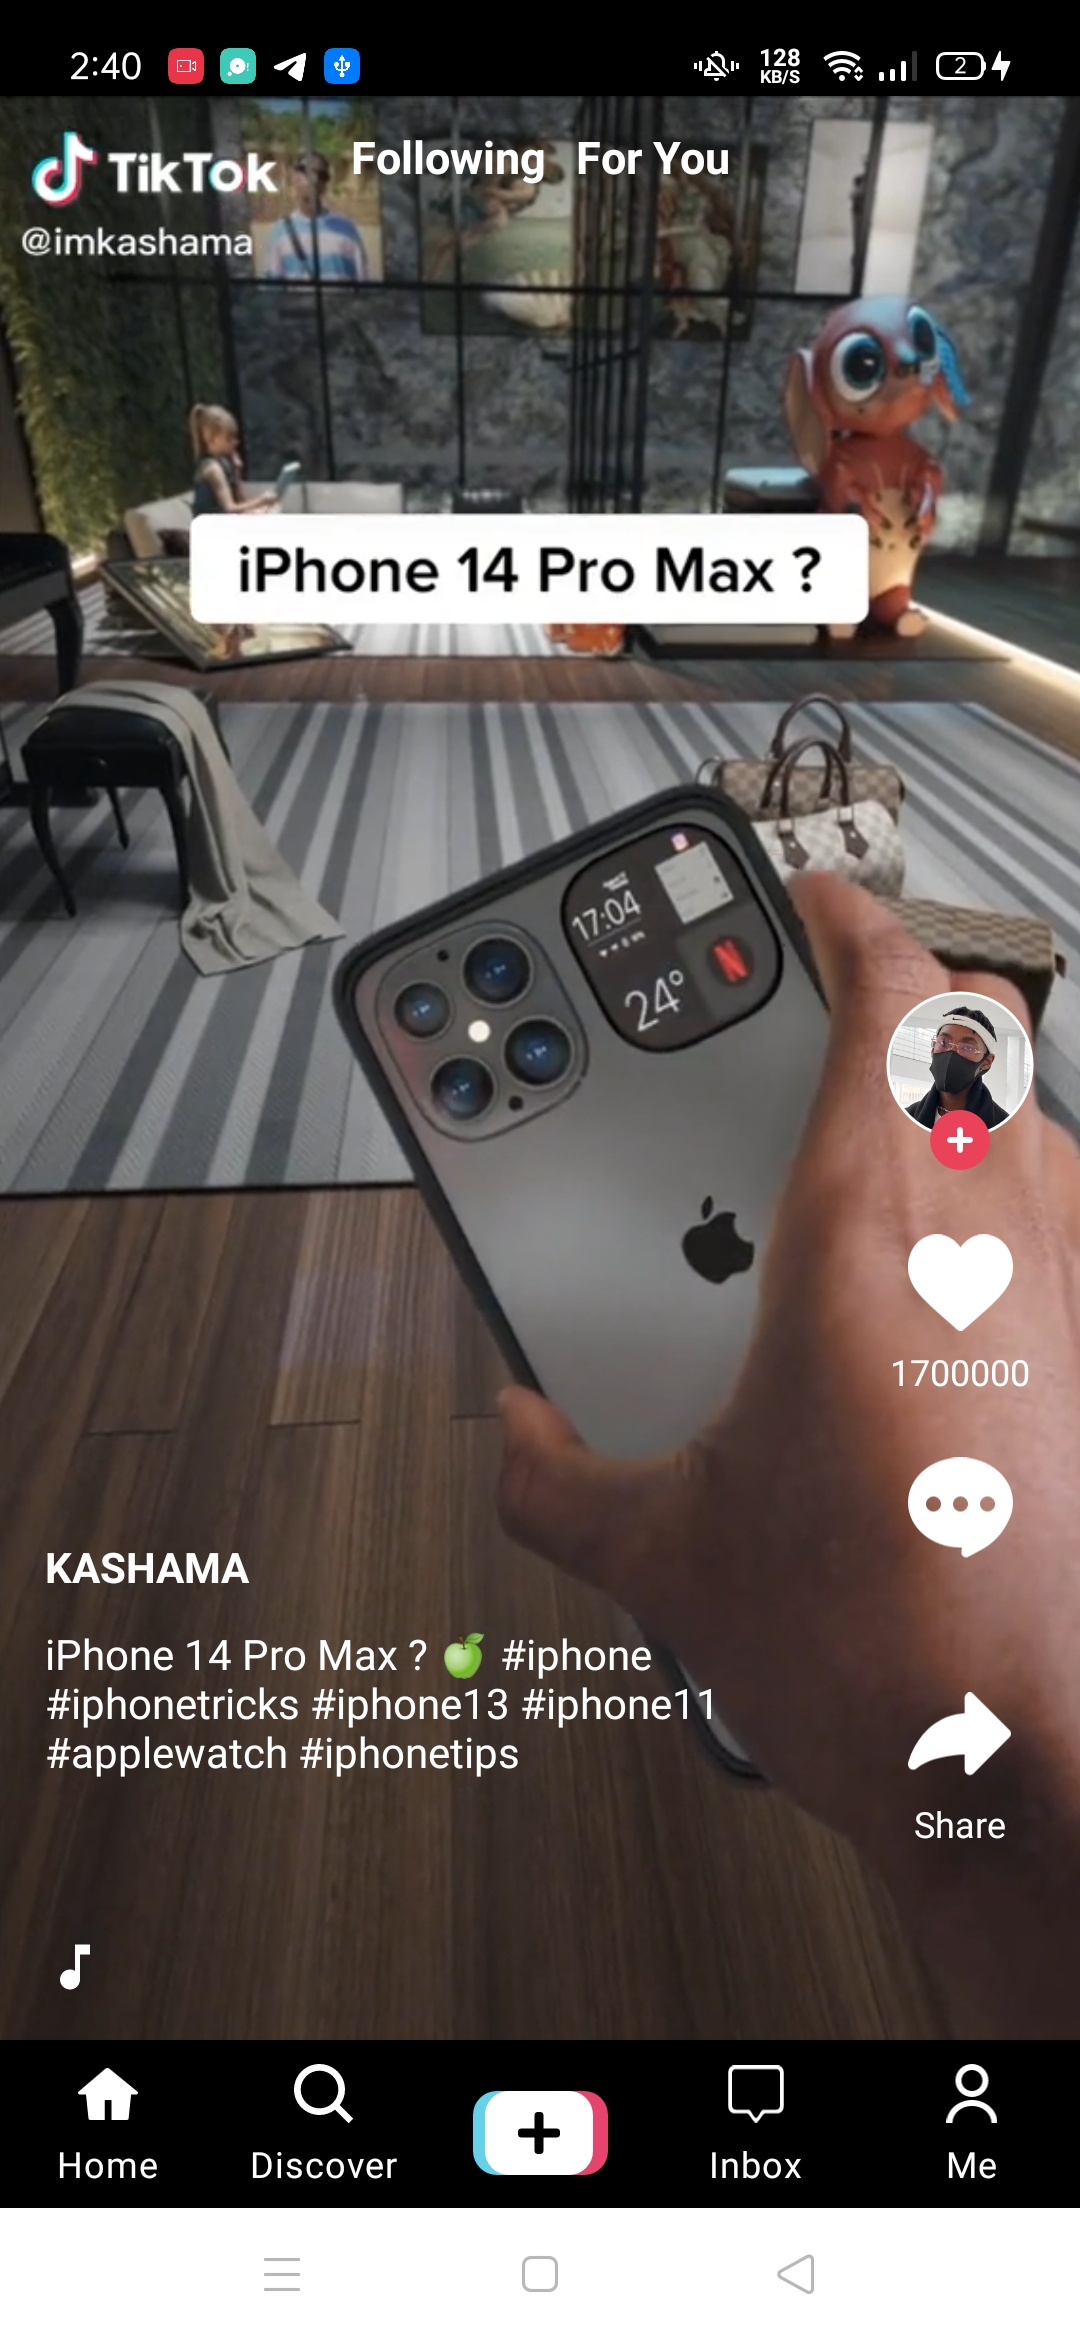 2:40
128
KB/S
2
TikTok
Following For You
@imkashama
iPhone 14 Pro Max ?
17:04
24°
N
1700000
KASHAMA
iPhone 14 Pro Max ? 🍏 #iphone
#iphonetricks #iphone13 #iphone11
#applewatch #iphonetips
Share
Home
Discover
Inbox
Me